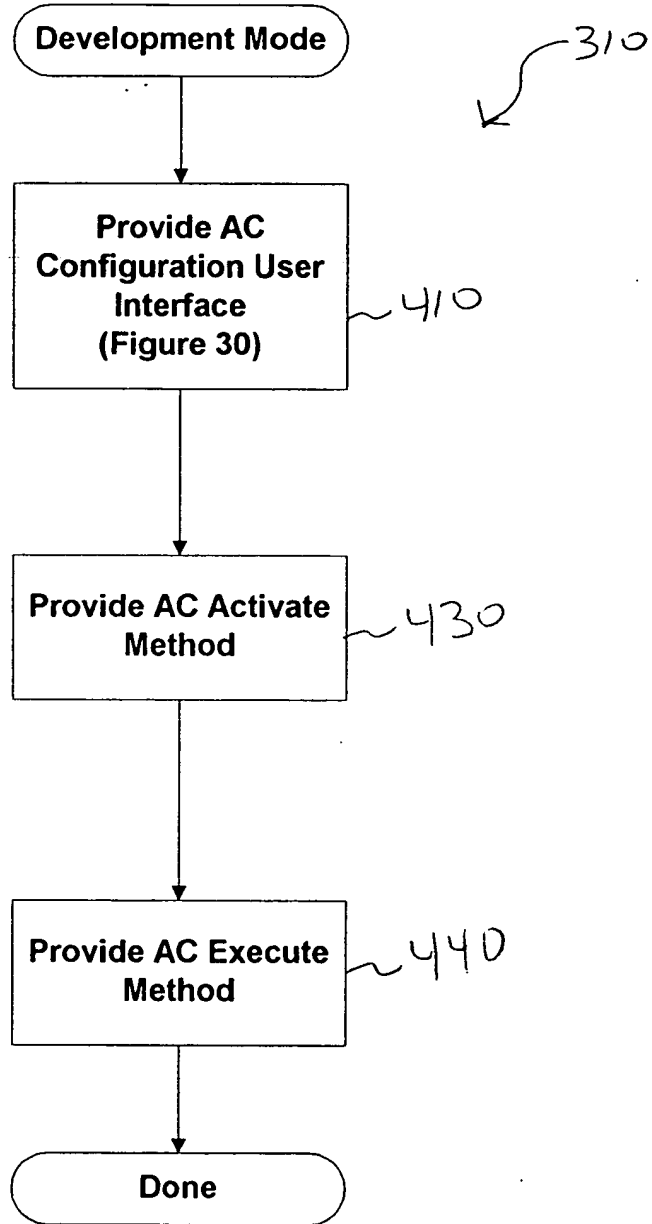 Development Mode
310
Provide AC
Configuration User
Interface
(Figure 30)
410
Provide AC Activate
Method
430
Provide AC Execute
Method
440
Done